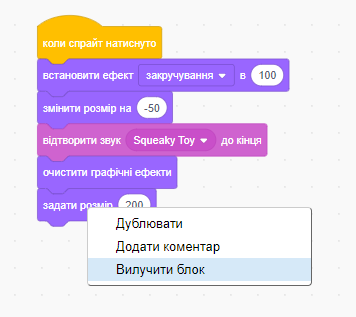 коли спрайт натиснуто
встановити ефект закручування в 100
змінити розмір на -50
відтворити звук Squeaky Toy до кінця
очистити графічні ефекти
задати розмір 200
Дублювати
Додати коментар
Вилучити блок